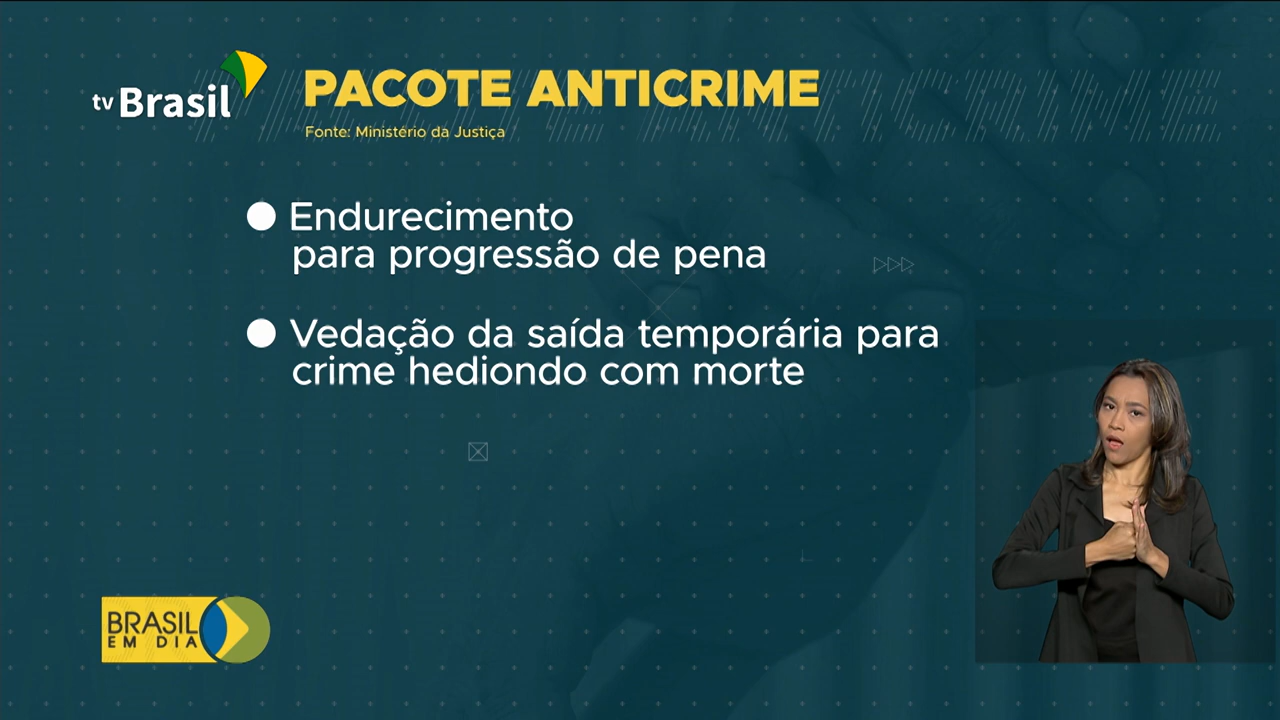 tv Brasil
PACOTE ANTICRIME
Fonte: Ministério da Justiça
Endurecimento
para progressão de pena
Vedação da saída temporária para
crime hediondo com morte
BRASIL
EM DIA